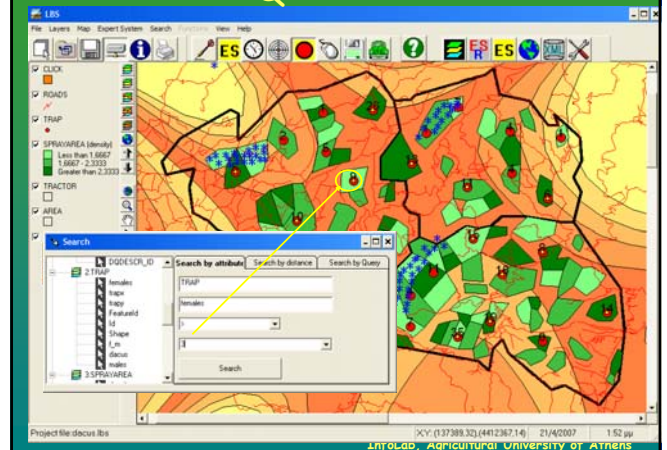 LBS
File Layers Map Expert System Search Functions View Help
ES ES R ES XML
CLICK
ROADS
TRAP
SPRAYAREA (density)
Less than 1,6667
1,6667 - 2,3333
Greater than 2,3333
TRACTOR
AREA
Search
DQDESCR_ID
2:TRAP
females
trapx
trapy
FeatureId
Id
Shape
f_m
dacus
males
3:SPRAYAREA
Search by attribute Search by distance Search by Query
TRAP
females
3
Search
Project file:dacus.lbs
X:Y: (137389,32),(4412367,14) 21/4/2007 1:52 μμ
InfoLab, Agricultural University of Athens